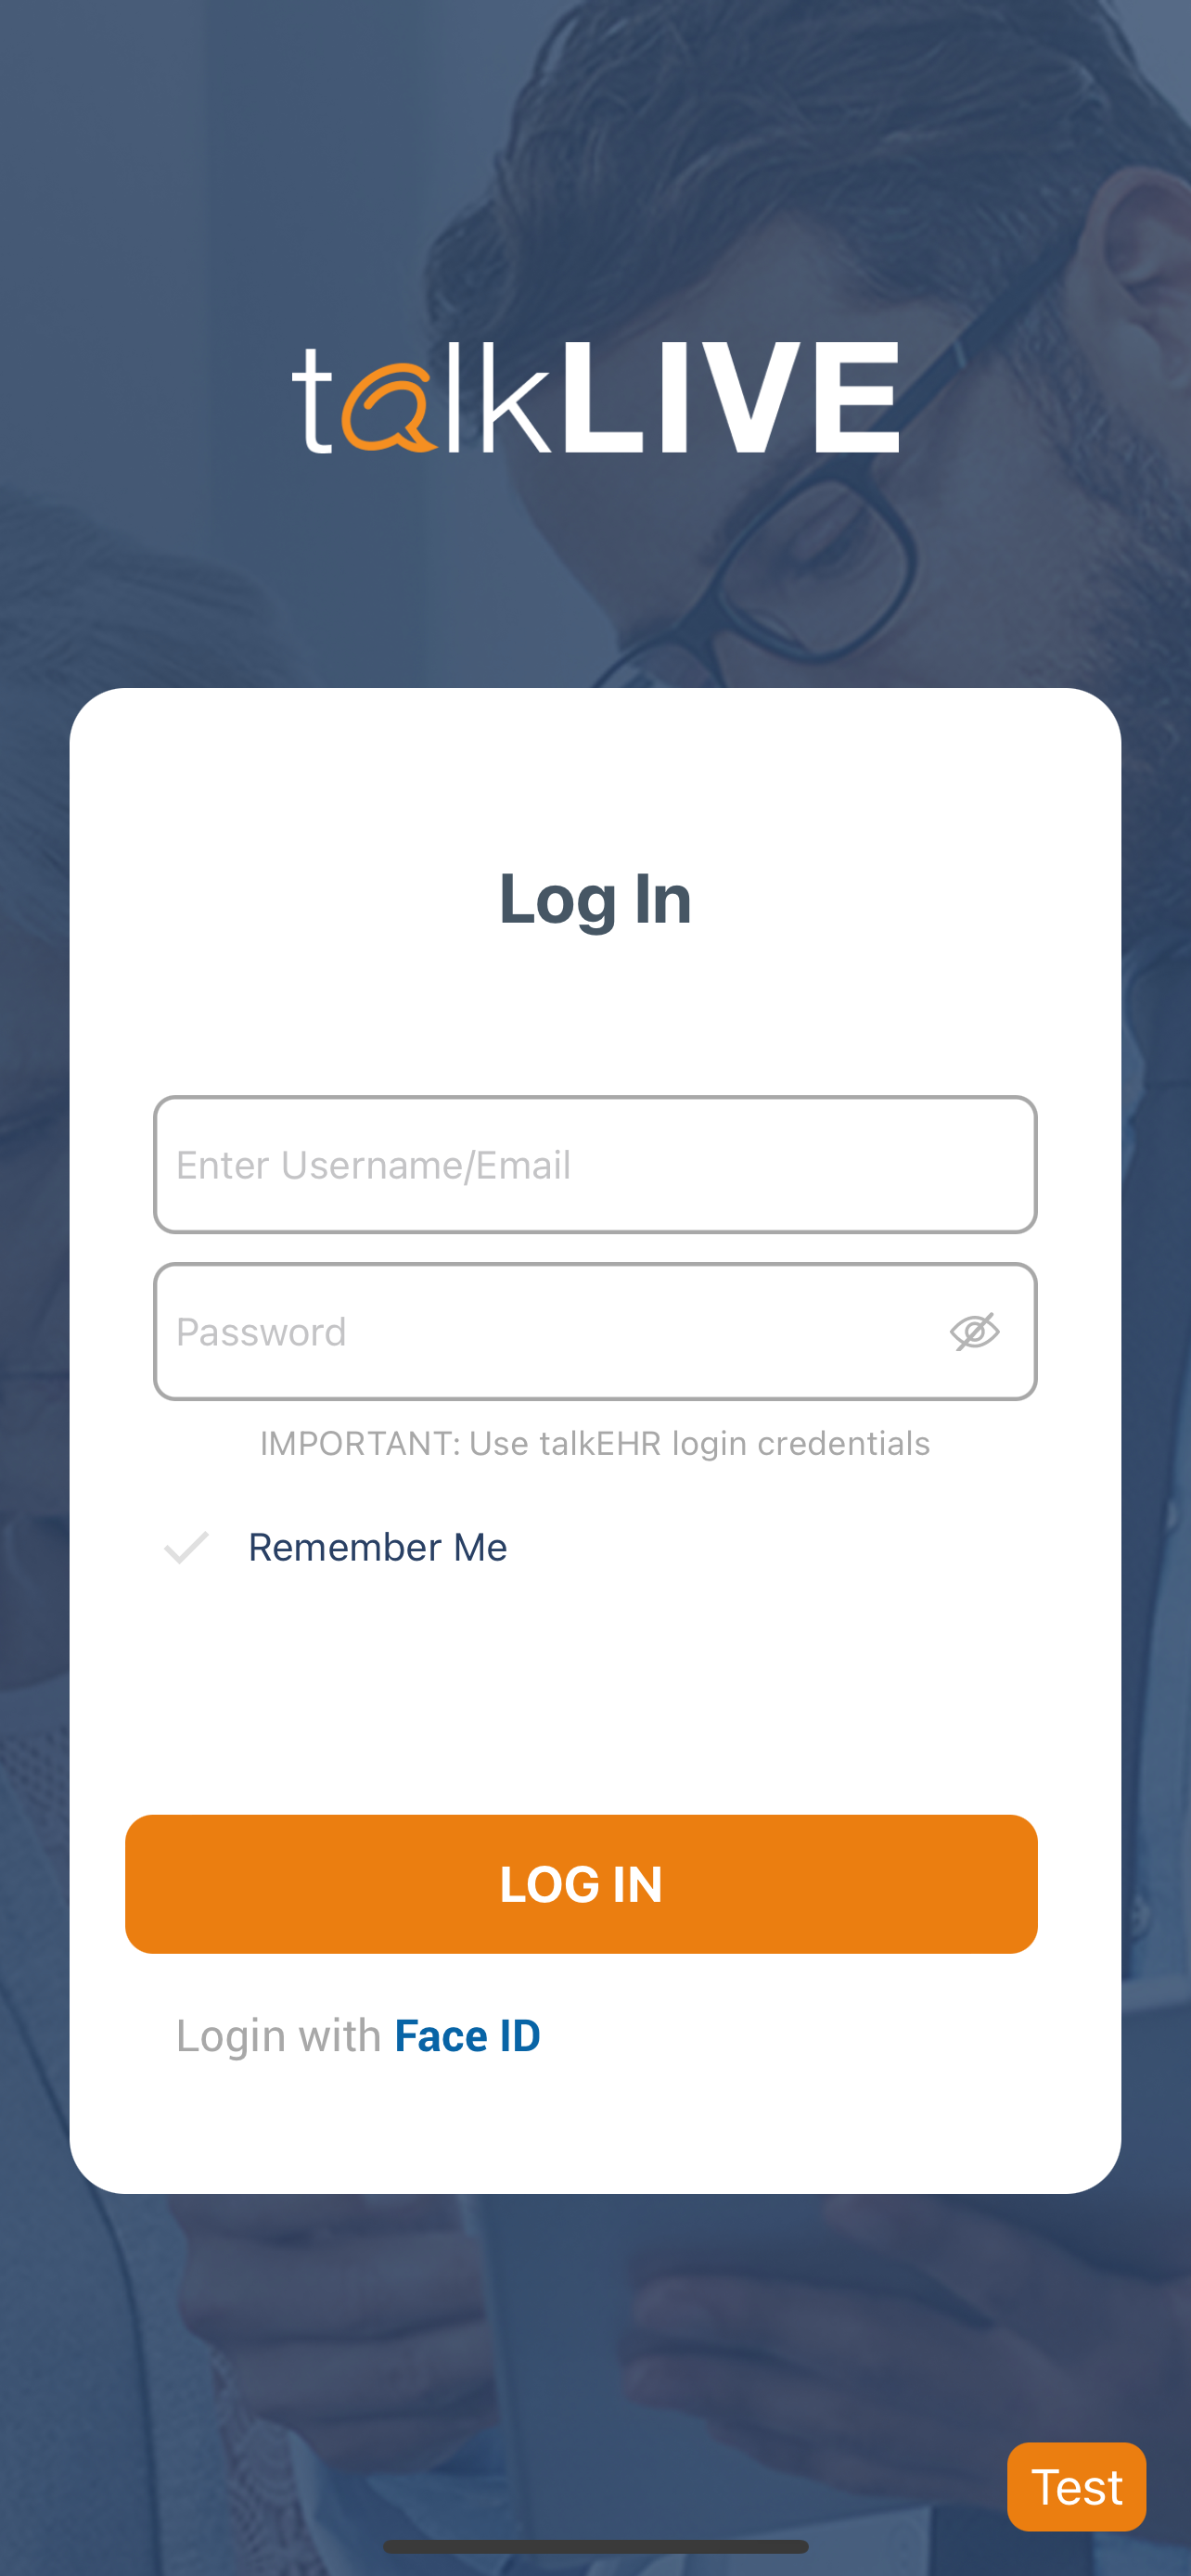 talkLIVE
Log In
Enter Username/Email
Password
IMPORTANT: Use talkEHR login credentials
Remember Me
LOG IN
Login with Face ID
Test